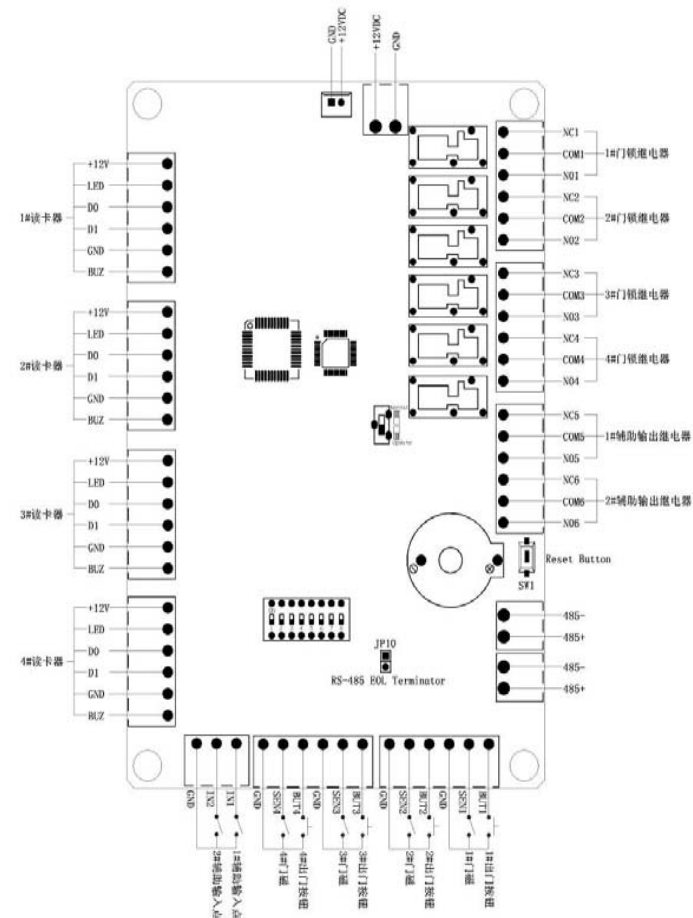 GND
+12VDC
+12VDC
GND
1#读卡器
+12V
LED
D0
D1
GND
BUZ
2#读卡器
+12V
LED
D0
D1
GND
BUZ
3#读卡器
+12V
LED
D0
D1
GND
BUZ
4#读卡器
+12V
LED
D0
D1
GND
BUZ
NC1
COM1
NO1
1#门锁继电器
NC2
COM2
NO2
2#门锁继电器
NC3
COM3
NO3
3#门锁继电器
NC4
COM4
NO4
4#门锁继电器
NC5
COM5
NO5
1#辅助输出继电器
NC6
COM6
NO6
2#辅助输出继电器
Reset Button
SW1
485-
485+
485-
485+
JP10
RS-485 EOL Terminator
GND
IN2
IN1
GND
SEN4
BUT4
GND
SEN3
BUT3
GND
SEN2
BUT2
GND
SEN1
BUT1
2#辅助输入点
1#辅助输入点
4#门磁
4#出门按钮
3#门磁
3#出门按钮
2#门磁
2#出门按钮
1#门磁
1#出门按钮